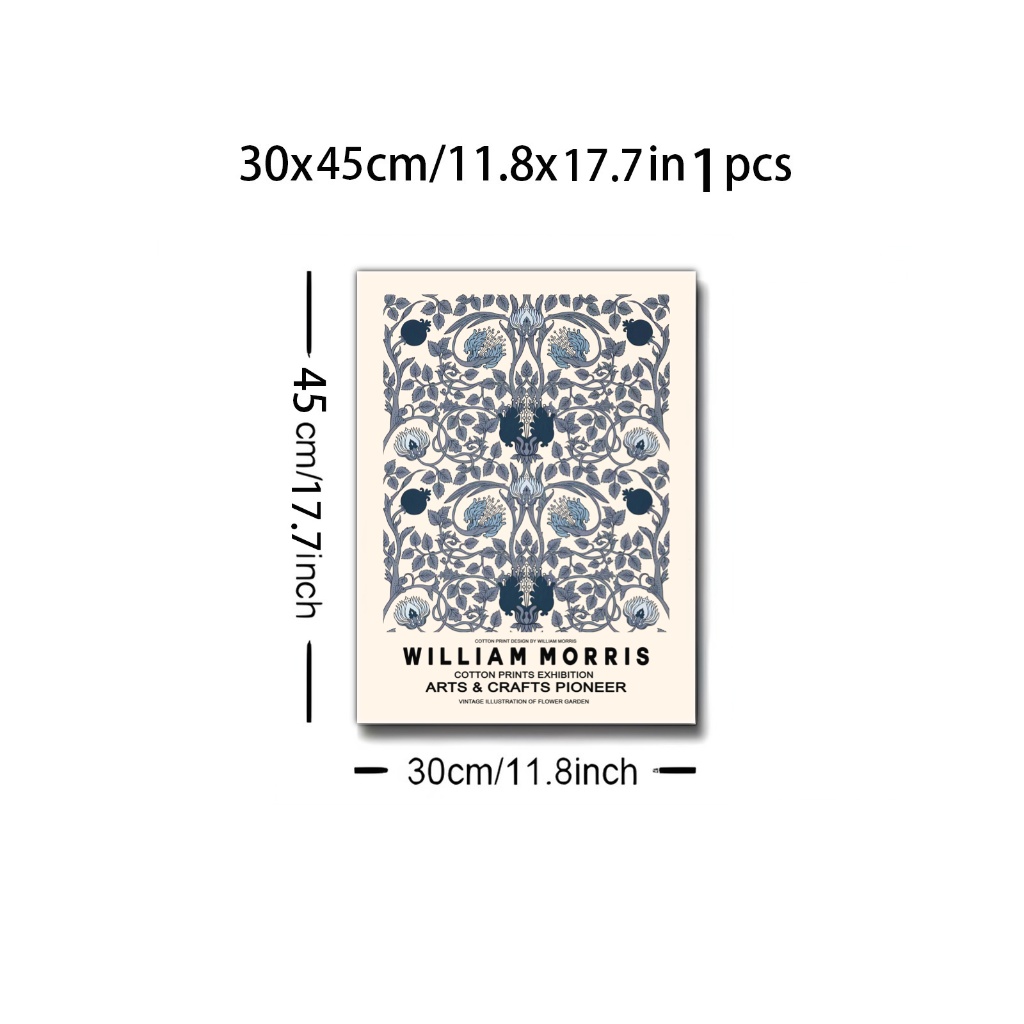 30x45cm/11.8x17.7in 1 pcs
45 cm/17.7inch
COTTON PRINT DESIGN BY WILLIAM MORRIS
WILLIAM MORRIS
COTTON PRINTS EXHIBITION
ARTS & CRAFTS PIONEER
VINTAGE ILLUSTRATION OF FLOWER GARDEN
30cm/11.8inch